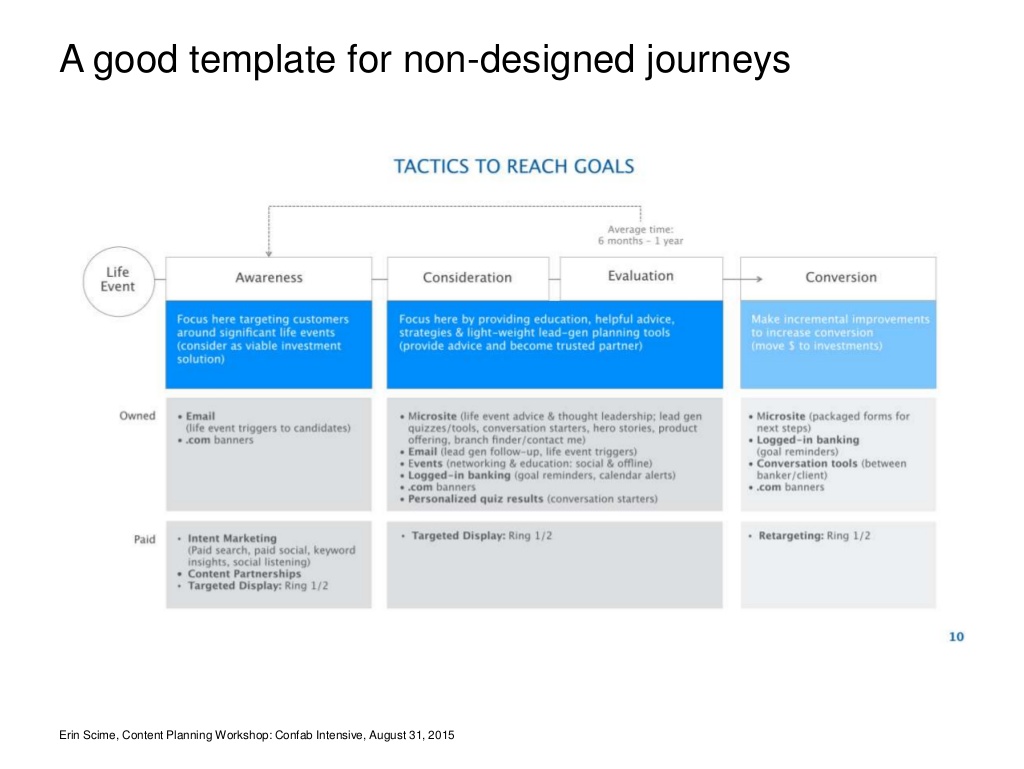 A good template for non-designed journeys
TACTICS TO REACH GOALS
Average time:
6 months – 1 year
Life
Event
Awareness
Consideration
Evaluation
Conversion
Focus here targeting customers
around significant life events
(consider as viable investment
solution)
Focus here by providing education, helpful advice,
strategies & light-weight lead-gen planning tools
(provide advice and become trusted partner)
Make incremental improvements
to increase conversion
(move $ to investments)
Owned
• Email
(life event triggers to candidates)
• .com banners
• Microsite (life event advice & thought leadership; lead gen
quizzes/tools, conversation starters, hero stories, product
offering, branch finder/contact me)
• Email (lead gen follow-up, life event triggers)
• Events (networking & education: social & offline)
• Logged-in banking (goal reminders, calendar alerts)
• .com banners
• Personalized quiz results (conversation starters)
• Microsite (packaged forms for
next steps)
• Logged-in banking
(goal reminders)
• Conversation tools (between
banker/client)
• .com banners
Paid
• Intent Marketing
(Paid search, paid social, keyword
insights, social listening)
• Content Partnerships
• Targeted Display: Ring 1/2
• Targeted Display: Ring 1/2
• Retargeting: Ring 1/2
10
Erin Scime, Content Planning Workshop: Confab Intensive, August 31, 2015